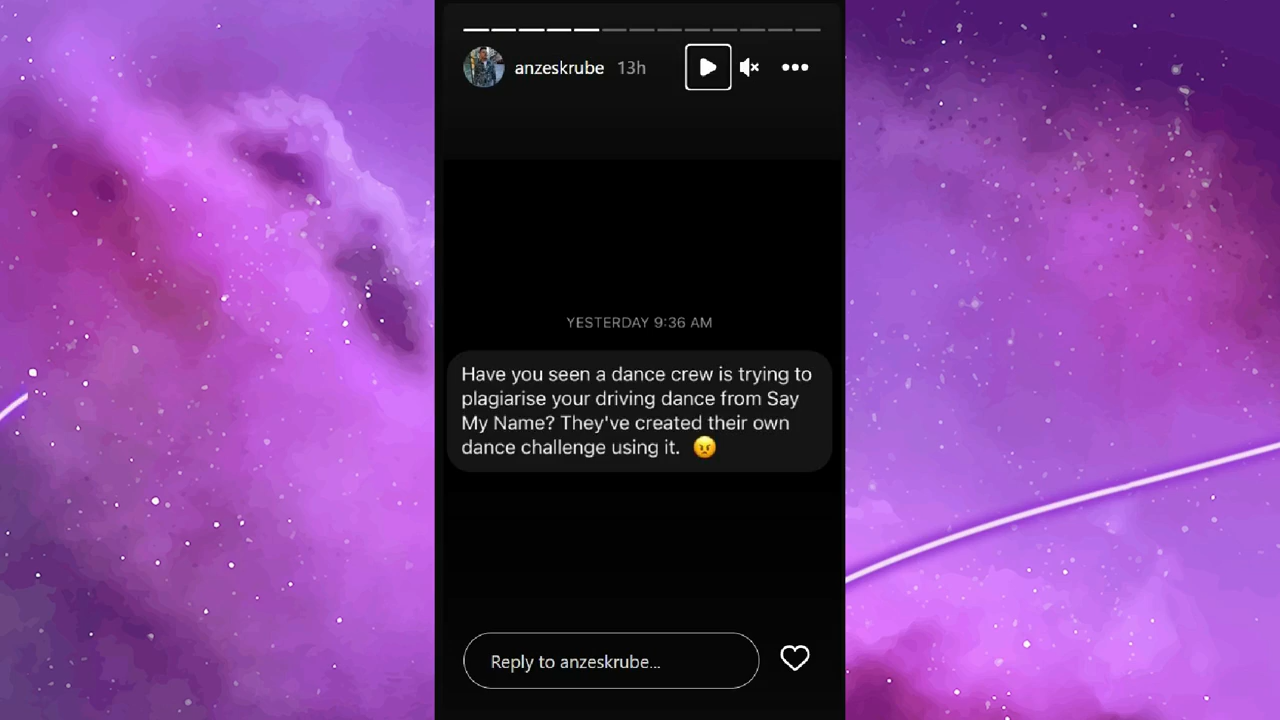 anzeskrube 13h
YESTERDAY 9:36 AM
Have you seen a dance crew is trying to
plagiarise your driving dance from Say
My Name? They've created their own
dance challenge using it. 😠
Reply to anzeskrube...